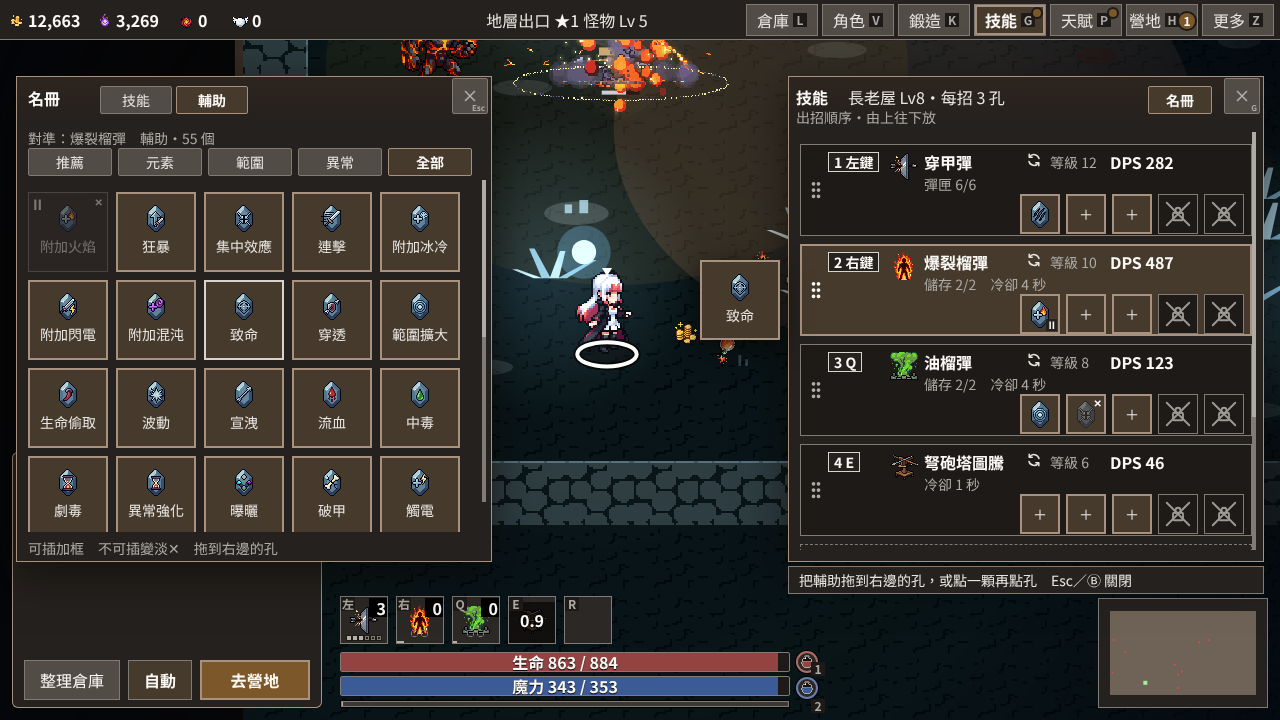 12,663 3,269 0 0
地層出口 ★1 怪物 Lv 5
倉庫 L 角色 V 鍛造 K 技能 G 天賦 P 營地 H 1 更多 Z
名冊 技能 輔助 × Esc
對準：爆裂榴彈 輔助・55 個
推薦 元素 範圍 異常 全部
附加火焰 狂暴 集中效應 連擊 附加冰冷
附加閃電 附加混沌 致命 穿透 範圍擴大
生命偷取 波動 宣洩 流血 中毒
劇毒 異常強化 曝曬 破甲 觸電
可插加框 不可插變淡✕ 拖到右邊的孔
致命
技能 長老屋 Lv8・每招 3 孔 名冊 × G
出招順序・由上往下放
1 左鍵 穿甲彈 等級 12 DPS 282
彈匣 6/6
+ +
2 右鍵 爆裂榴彈 等級 10 DPS 487
儲存 2/2 冷卻 4 秒
+ +
3 Q 油榴彈 等級 8 DPS 123
儲存 2/2 冷卻 4 秒
+
4 E 弩砲塔圖騰 等級 6 DPS 46
冷卻 1 秒
+ + +
把輔助拖到右邊的孔，或點一顆再點孔 Esc／Ⓑ 關閉
整理倉庫 自動 去營地
左 3 右 0 Q 0 E 0.9 R
生命 863 / 884 1
魔力 343 / 353 2